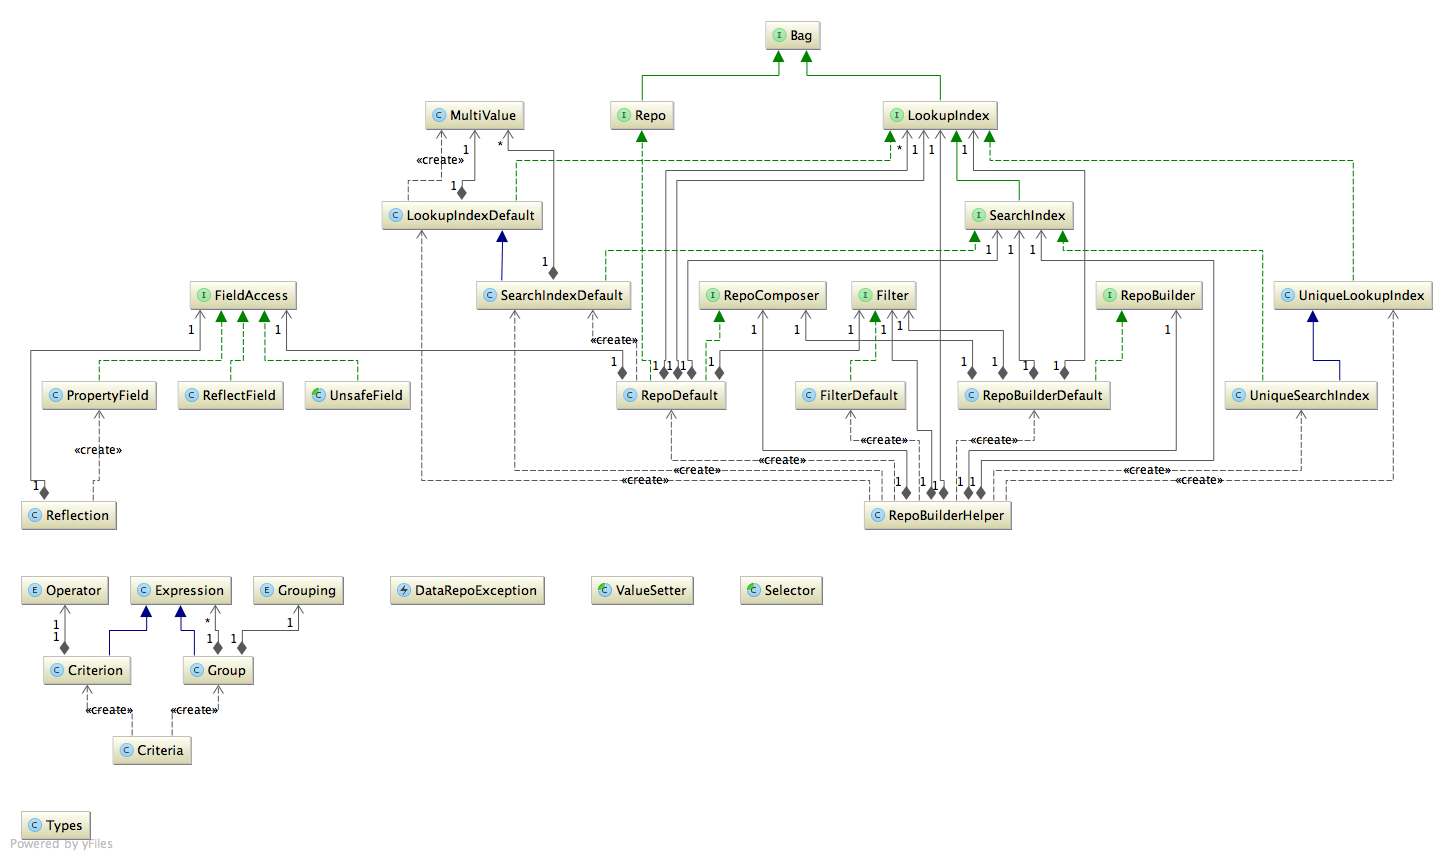 I Bag
C MultiValue
I Repo
I LookupIndex
«create»
1
*
*
1
1
1
1
C LookupIndexDefault
I SearchIndex
1
1
1
1
C SearchIndexDefault
I FieldAccess
I RepoComposer
I Filter
I RepoBuilder
C UniqueLookupIndex
1
1
1
1
1
1
1
«create»
1
1
1
1
1
1
1
1
1
C PropertyField
C ReflectField
C UnsafeField
C RepoDefault
C FilterDefault
C RepoBuilderDefault
C UniqueSearchIndex
«create»
«create»
«create»
«create»
«create»
«create»
«create»
«create»
1
1
1
1
1
1
C Reflection
C RepoBuilderHelper
E Operator
C Expression
E Grouping
DataRepoException
C ValueSetter
C Selector
1
1
*
1
1
1
C Criterion
C Group
«create»
«create»
C Criteria
C Types
Powered by yFiles